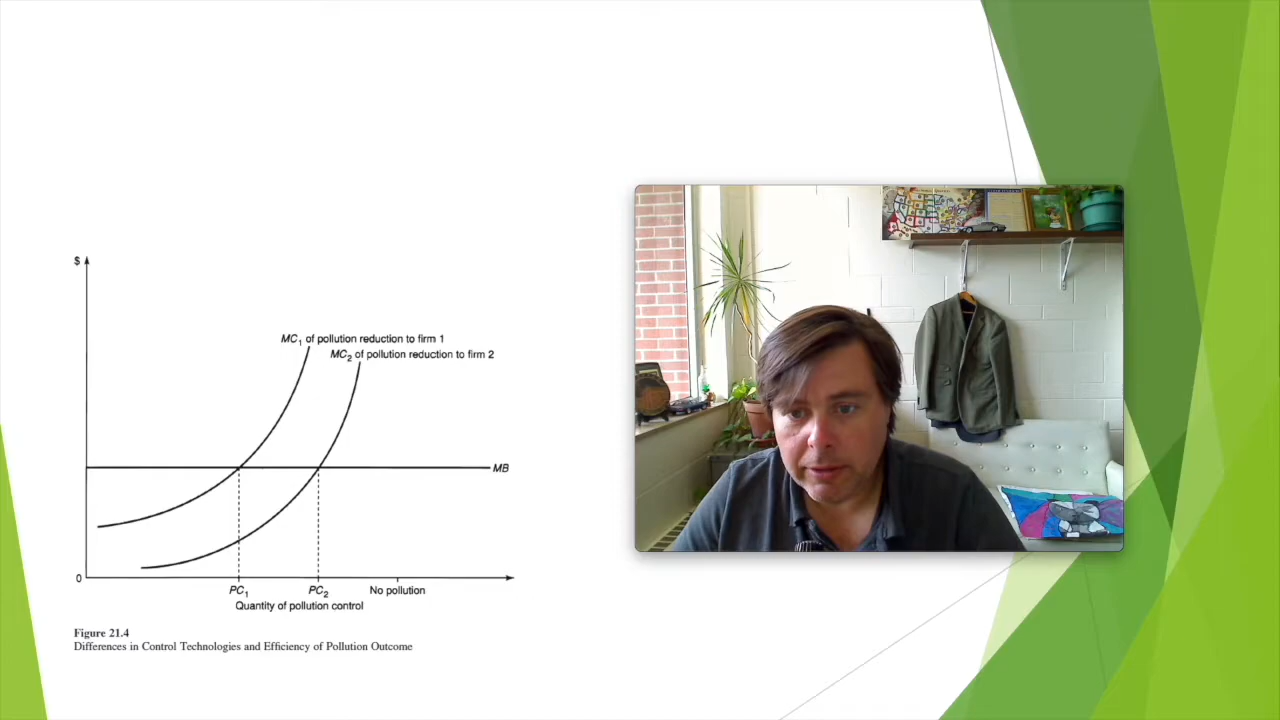 $
MC1 of pollution reduction to firm 1
MC2 of pollution reduction to firm 2
MB
0
PC1
PC2
No pollution
Quantity of pollution control
Figure 21.4
Differences in Control Technologies and Efficiency of Pollution Outcome